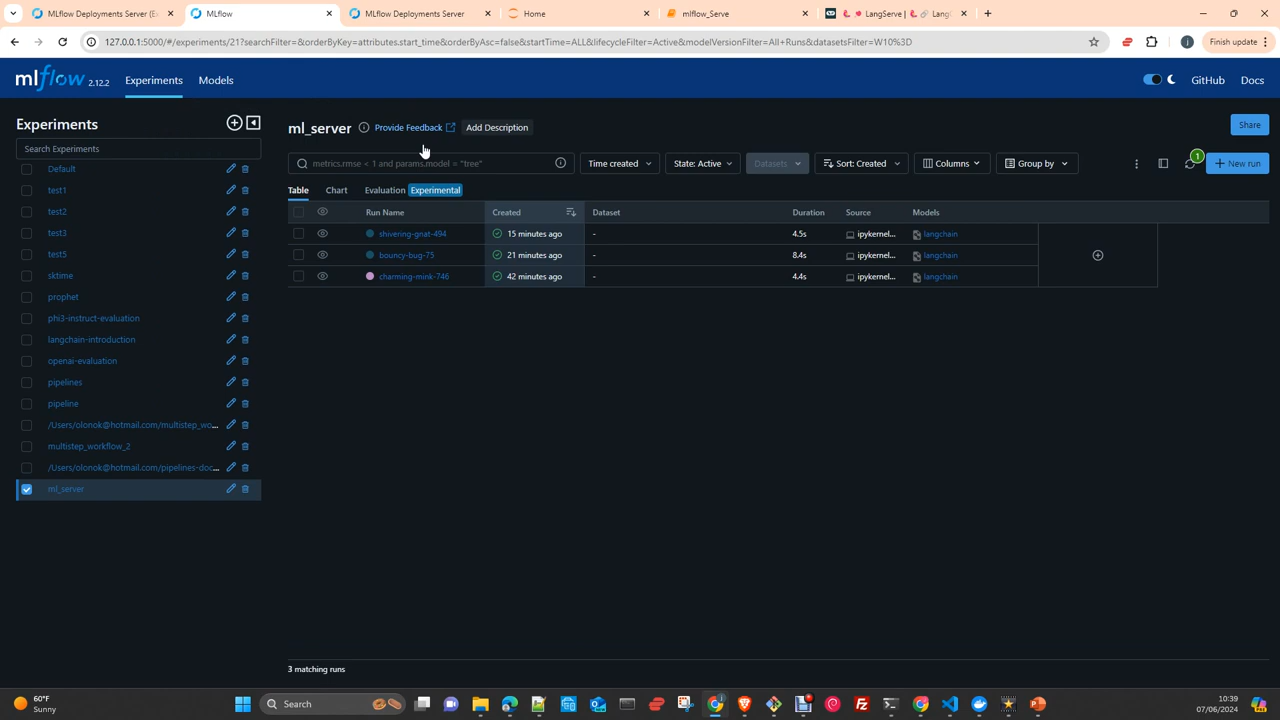 MLflow Deployments Server (Ex
MLflow
MLflow Deployments Server
Home
mlflow_Serve
LangServe | 🦜️🔗 Lang
127.0.0.1:5000/#/experiments/21?searchFilter=&orderByKey=attributes.start_time&orderByAsc=false&startTime=ALL&lifecycleFilter=Active&modelVersionFilter=All+Runs&datasetsFilter=W10%3D
Finish update
mlflow 2.12.2
Experiments
Models
GitHub
Docs
Experiments
Search Experiments
Default
test1
test2
test3
test5
sktime
prophet
phi3-instruct-evaluation
langchain-introduction
openai-evaluation
pipelines
pipeline
/Users/olonok@hotmail.com/multistep_wo...
multistep_workflow_2
/Users/olonok@hotmail.com/pipelines-doc...
ml_server
ml_server
Provide Feedback
Add Description
Share
metrics.rmse < 1 and params.model = "tree"
Time created
State: Active
Datasets
Sort: Created
Columns
Group by
1
New run
Table
Chart
Evaluation
Experimental
Run Name Created Dataset Duration Source Models
shivering-gnat-494 15 minutes ago - 4.5s ipykernel... langchain
bouncy-bug-75 21 minutes ago - 8.4s ipykernel... langchain
charming-mink-746 42 minutes ago - 4.4s ipykernel... langchain
3 matching runs
60°F
Sunny
Search
10:39
07/06/2024